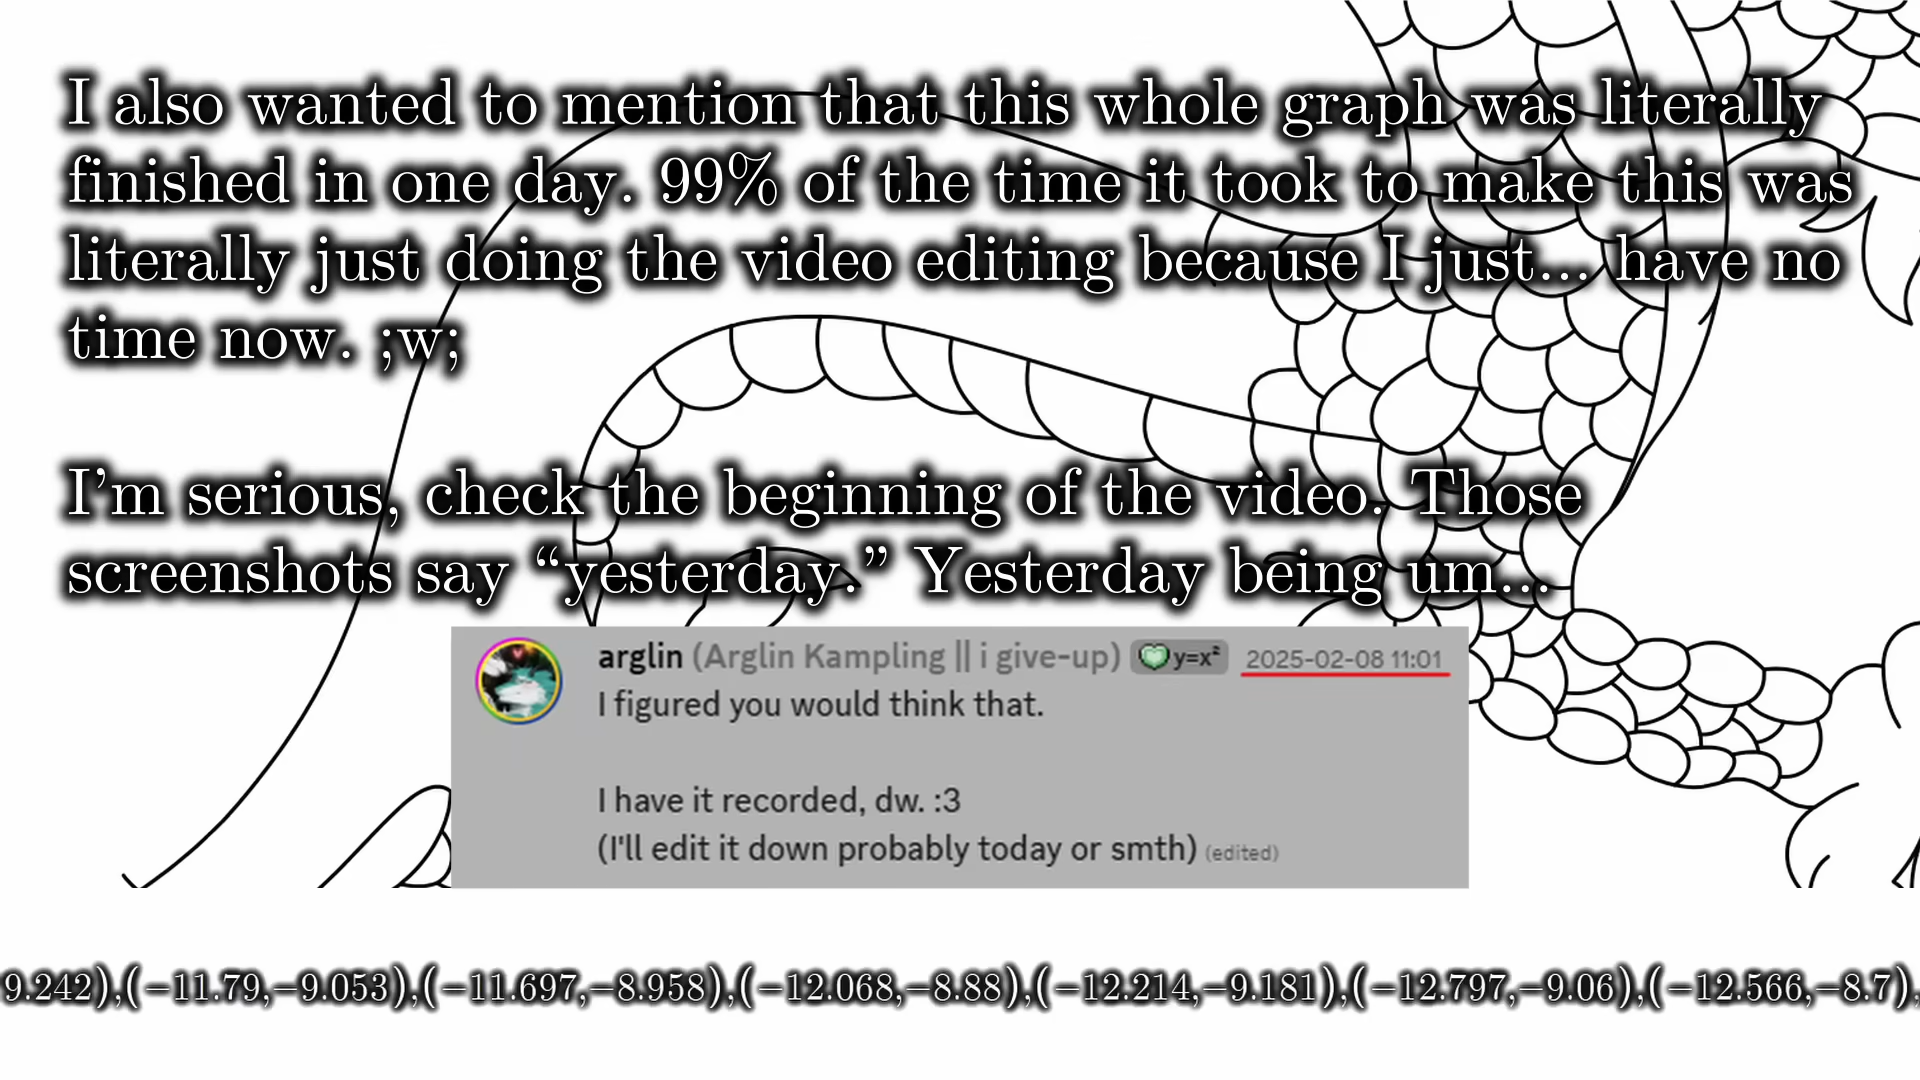 I also wanted to mention that this whole graph was literally
finished in one day. 99% of the time it took to make this was
literally just doing the video editing because I just... have no
time now. ;w;
I’m serious, check the beginning of the video. Those
screenshots say “yesterday.” Yesterday being um...
arglin (Arglin Kampling || i give-up) y=x² 2025-02-08 11:01
I figured you would think that.
I have it recorded, dw. :3
(I'll edit it down probably today or smth) (edited)
9.242),(−11.79,−9.053),(−11.697,−8.958),(−12.068,−8.88),(−12.214,−9.181),(−12.797,−9.06),(−12.566,−8.7),